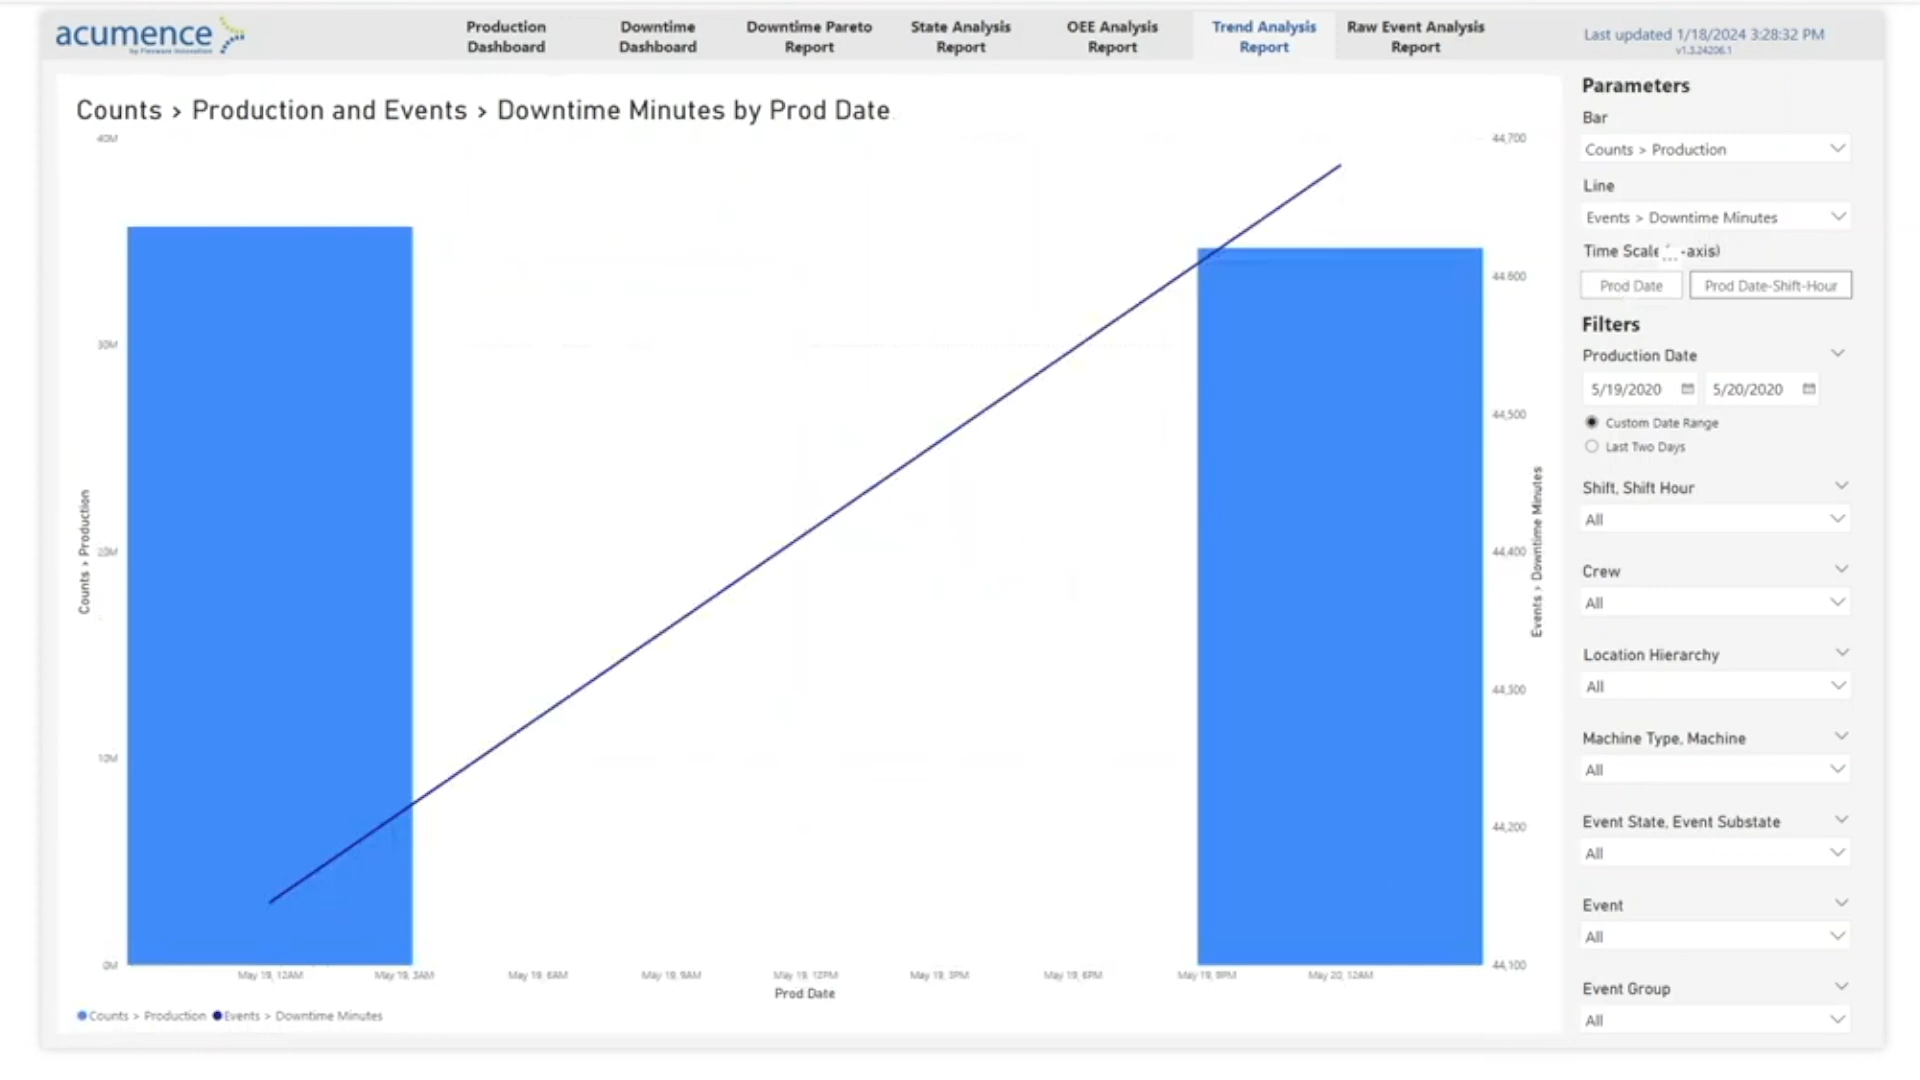 acumence
by Flexware Innovation
Production Dashboard
Downtime Dashboard
Downtime Pareto Report
State Analysis Report
OEE Analysis Report
Trend Analysis Report
Raw Event Analysis Report
Last updated 1/18/2024 3:28:32 PM
v1.3.24206.1
Counts > Production and Events > Downtime Minutes by Prod Date
40M
30M
20M
10M
0M
Counts > Production
44,700
44,600
44,500
44,400
44,300
44,200
44,100
Events > Downtime Minutes
May 19, 12AM
May 19, 3AM
May 19, 6AM
May 19, 9AM
May 19, 12PM
May 19, 3PM
May 19, 6PM
May 19, 9PM
May 20, 12AM
Prod Date
Counts > Production
Events > Downtime Minutes
Parameters
Bar
Counts > Production
Line
Events > Downtime Minutes
Time Scale -axis)
Prod Date
Prod Date-Shift-Hour
Filters
Production Date
5/19/2020
5/20/2020
Custom Date Range
Last Two Days
Shift, Shift Hour
All
Crew
All
Location Hierarchy
All
Machine Type, Machine
All
Event State, Event Substate
All
Event
All
Event Group
All